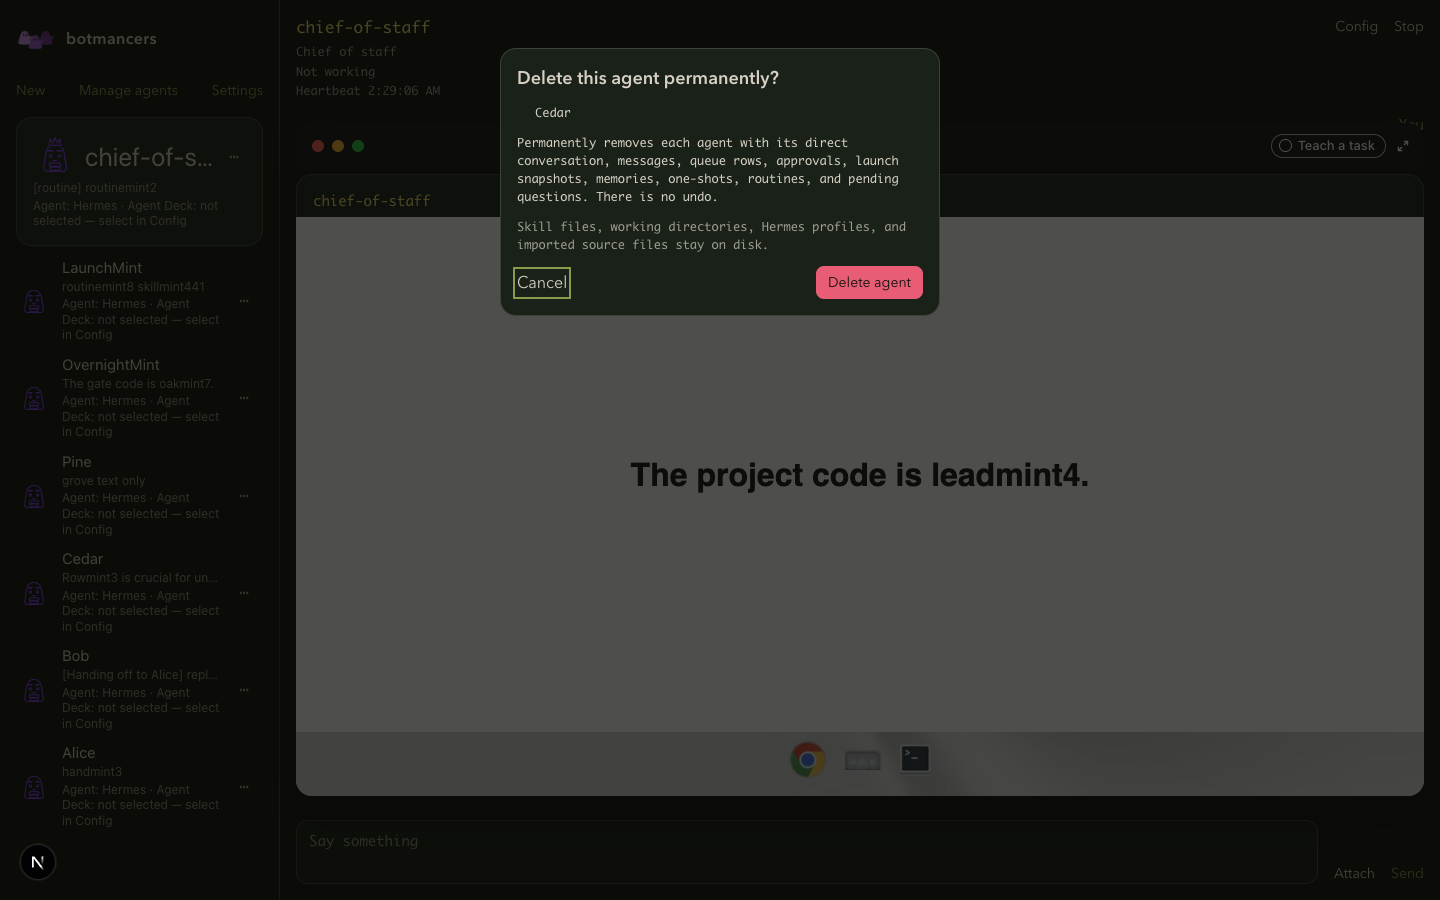 botmancers
New
Manage agents
Settings
chief-of-s...
[routine] routinemint2
Agent: Hermes · Agent Deck: not
selected — select in Config
LaunchMint
routinemint8 skillmint441
Agent: Hermes · Agent
Deck: not selected — select
in Config
OvernightMint
The gate code is oakmint7.
Agent: Hermes · Agent
Deck: not selected — select
in Config
Pine
grove text only
Agent: Hermes · Agent
Deck: not selected — select
in Config
Cedar
Rowmint3 is crucial for un...
Agent: Hermes · Agent
Deck: not selected — select
in Config
Bob
[Handing off to Alice] repl...
Agent: Hermes · Agent
Deck: not selected — select
in Config
Alice
handmint3
Agent: Hermes · Agent
Deck: not selected — select
in Config
N
chief-of-staff
Chief of staff
Not working
Heartbeat 2:29:06 AM
Config
Stop
Delete this agent permanently?
Cedar
Permanently removes each agent with its direct
conversation, messages, queue rows, approvals, launch
snapshots, memories, one-shots, routines, and pending
questions. There is no undo.
Skill files, working directories, Hermes profiles, and
imported source files stay on disk.
Cancel
Delete agent
Teach a task
chief-of-staff
The project code is leadmint4.
Say something
Attach
Send